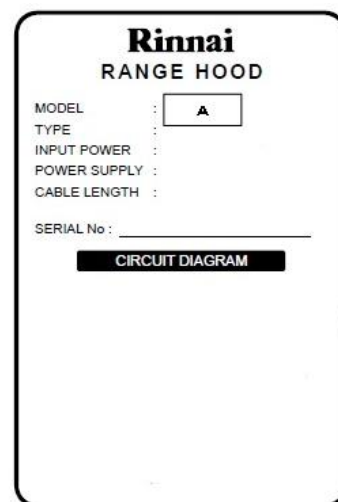 Rinnai
RANGE HOOD
MODEL : A
TYPE :
INPUT POWER :
POWER SUPPLY :
CABLE LENGTH :
SERIAL No :
CIRCUIT DIAGRAM